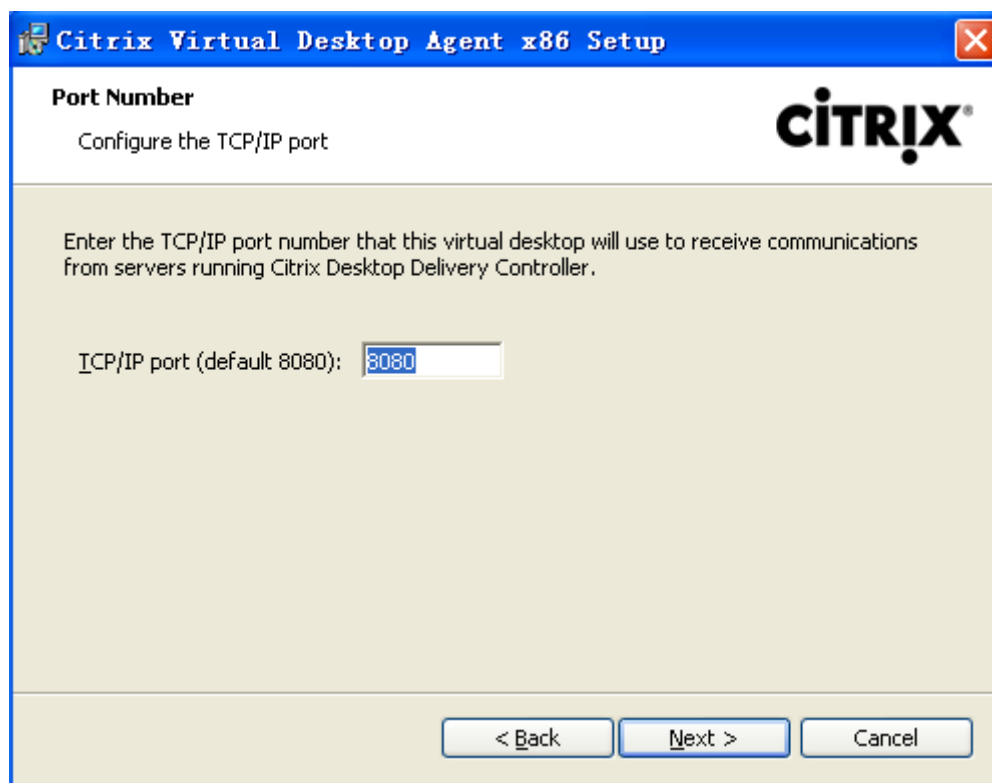 Citrix Virtual Desktop Agent x86 Setup
Port Number
Configure the TCP/IP port
CİTRIX®
Enter the TCP/IP port number that this virtual desktop will use to receive communications
from servers running Citrix Desktop Delivery Controller.
TCP/IP port (default 8080): 8080
< Back Next > Cancel